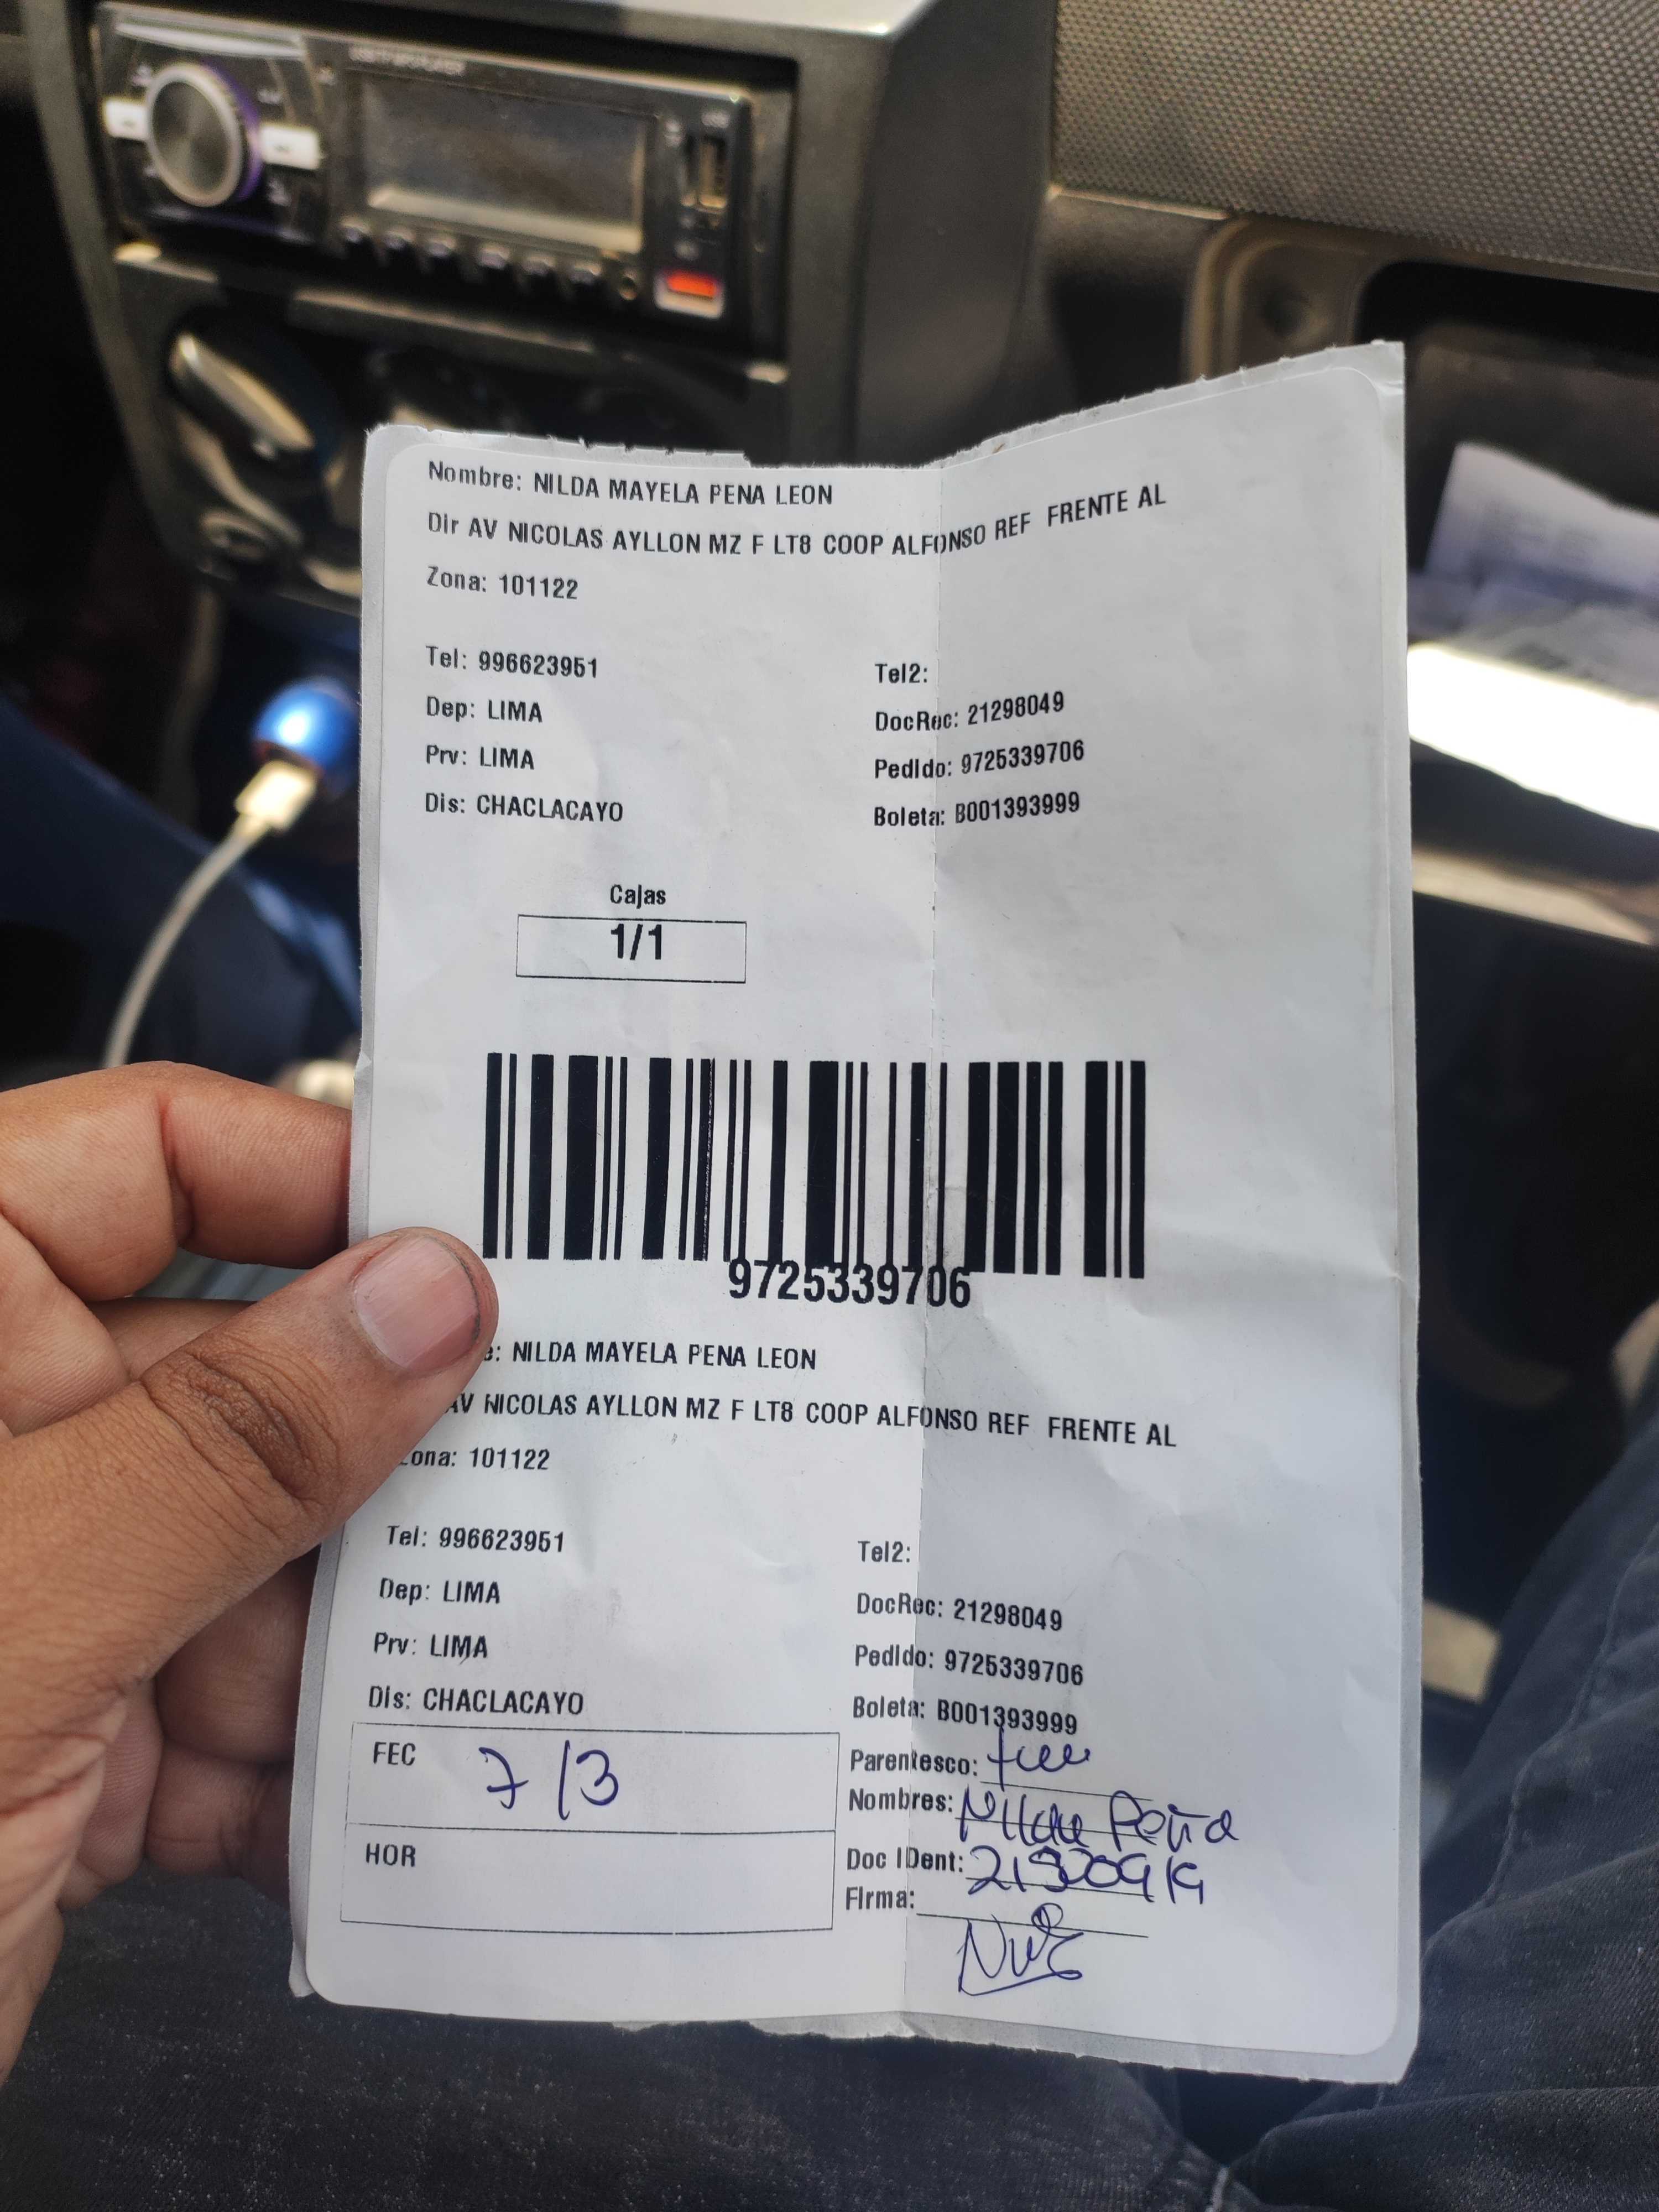 Nombre: NILDA MAYELA PENA LEON
Dir AV NICOLAS AYLLON MZ F LT8 COOP ALFONSO REF FRENTE AL
Zona: 101122
Tel: 996623951 Tel2:
Dep: LIMA DocRec: 21298049
Prv: LIMA Pedido: 9725339706
Dis: CHACLACAYO Boleta: B001393999
Cajas
1/1
9725339706
e: NILDA MAYELA PENA LEON
AV NICOLAS AYLLON MZ F LT8 COOP ALFONSO REF FRENTE AL
ona: 101122
Tel: 996623951 Tel2:
Dep: LIMA DocRec: 21298049
Prv: LIMA Pedido: 9725339706
Dis: CHACLACAYO Boleta: B001393999
FEC 7/3 Parentesco:
Nombres: Nilda Peña
HOR Doc IDent:
Firma: